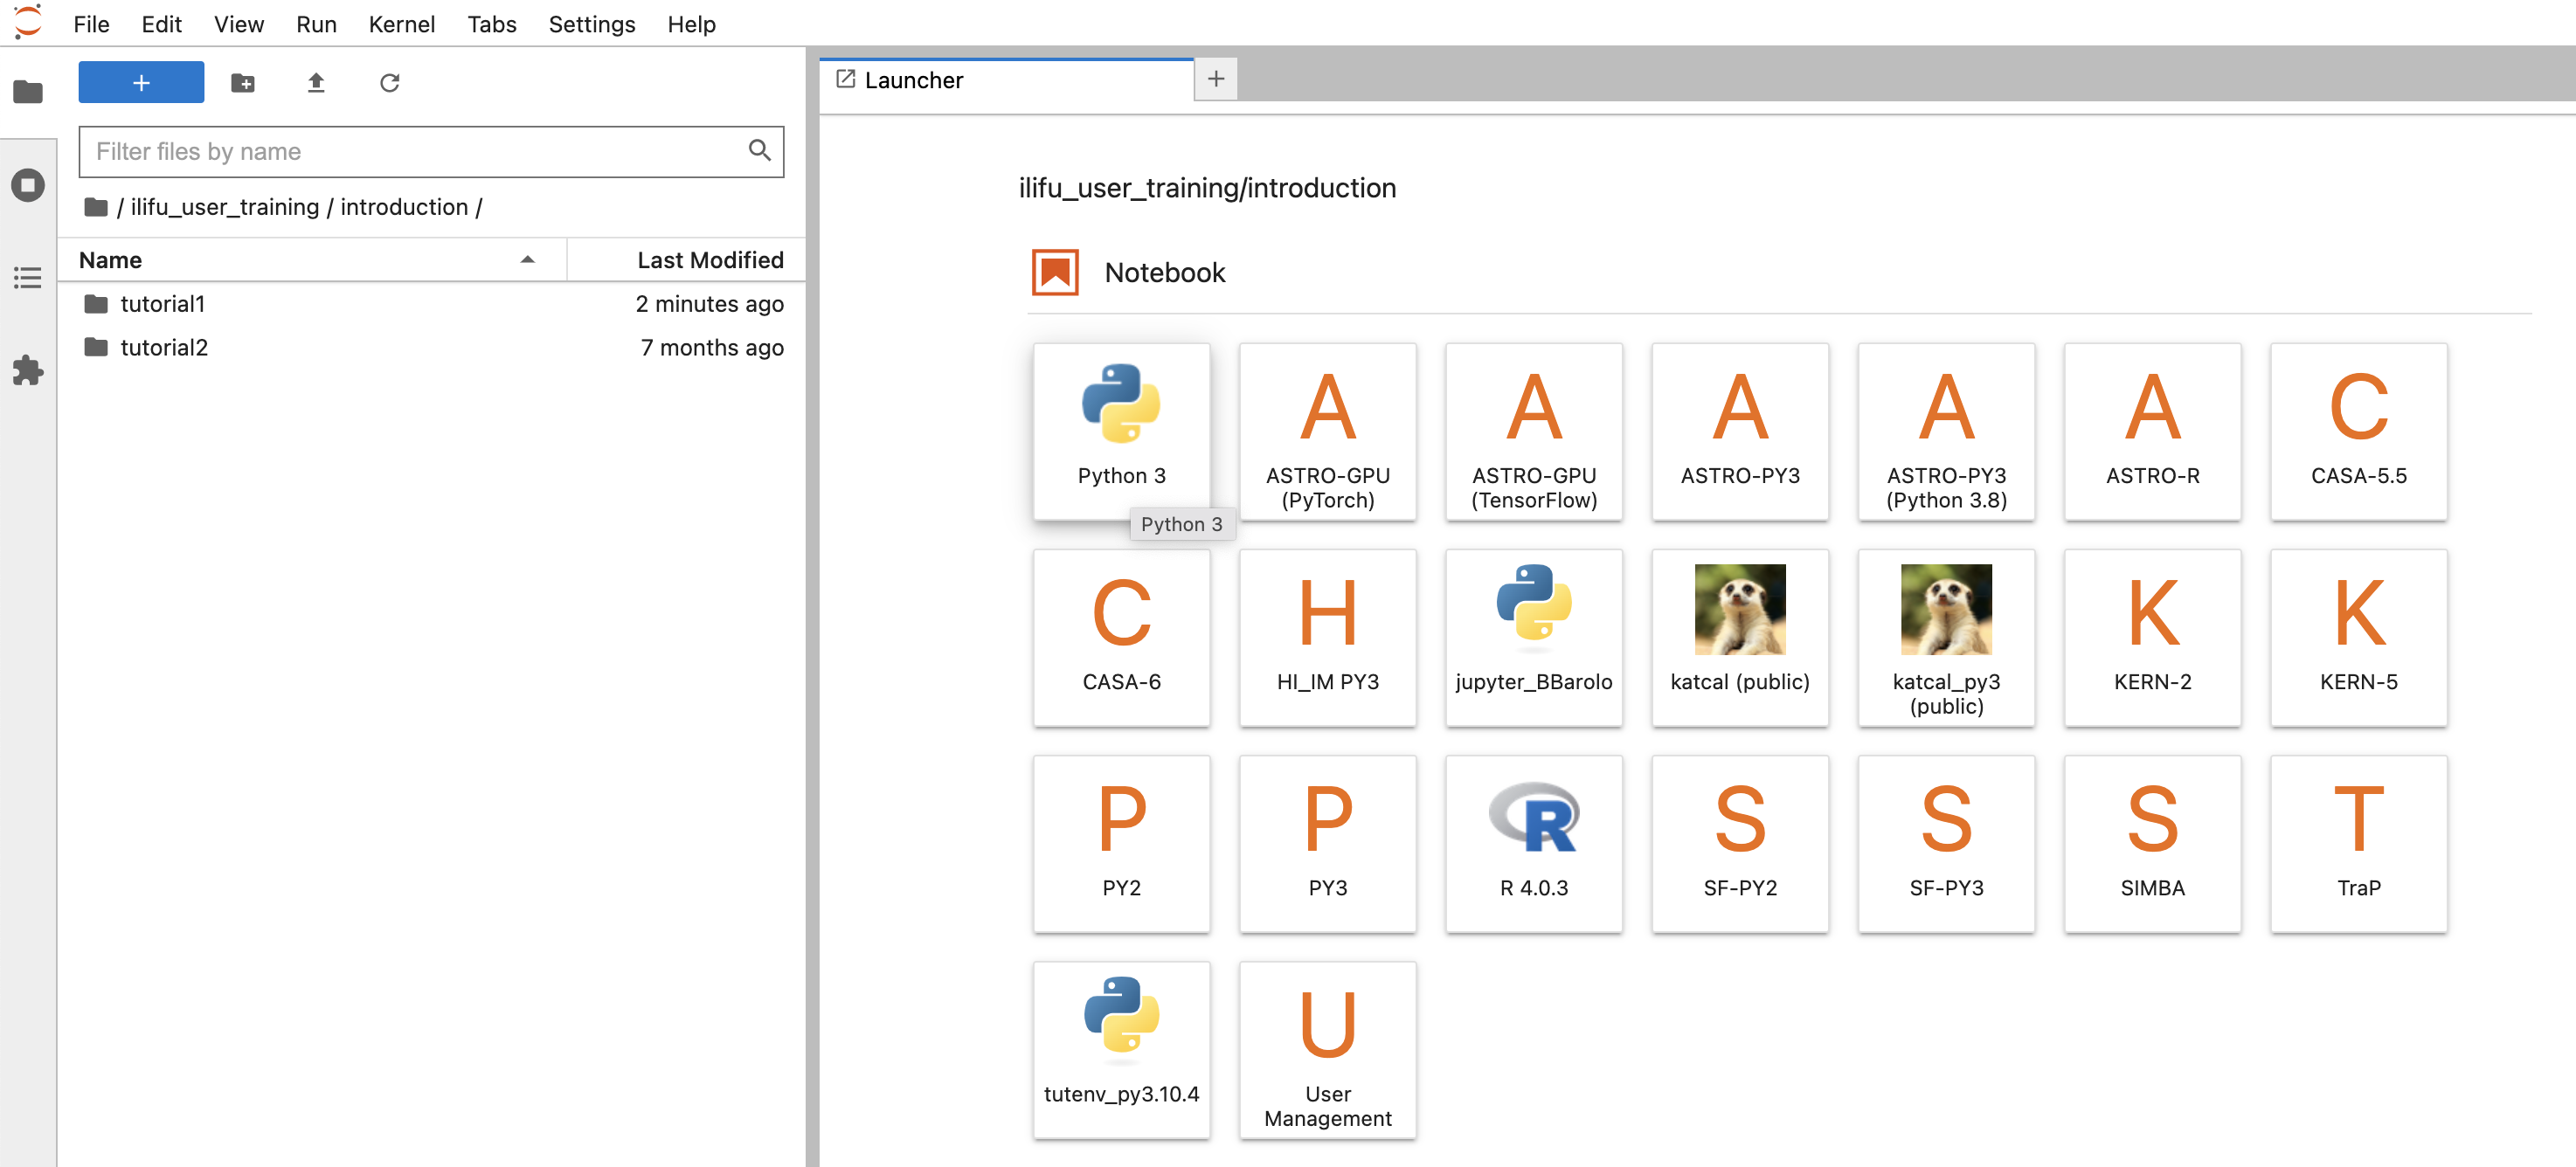 File Edit View Run Kernel Tabs Settings Help
+
Filter files by name
/ ilifu_user_training / introduction /
Name Last Modified
tutorial1 2 minutes ago
tutorial2 7 months ago
Launcher +
ilifu_user_training/introduction
Notebook
A A A A A C
Python 3 ASTRO-GPU ASTRO-GPU ASTRO-PY3 ASTRO-PY3 ASTRO-R CASA-5.5
(PyTorch) (TensorFlow) (Python 3.8)
Python 3
C H K K
CASA-6 HI_IM PY3 jupyter_BBarolo katcal (public) katcal_py3 KERN-2 KERN-5
(public)
P P R S S S T
PY2 PY3 R 4.0.3 SF-PY2 SF-PY3 SIMBA TraP
U
tutenv_py3.10.4 User
Management